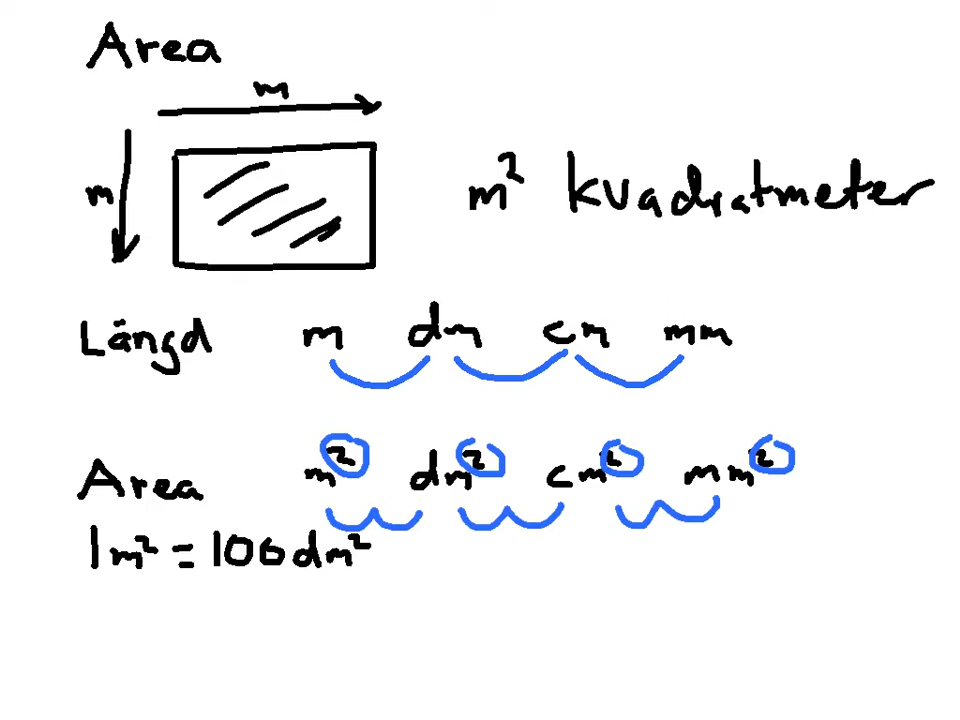 Area
m
m
m² kvadratmeter
Längd m dm cm mm
Area m² dm² cm² mm²
1m² = 100dm²